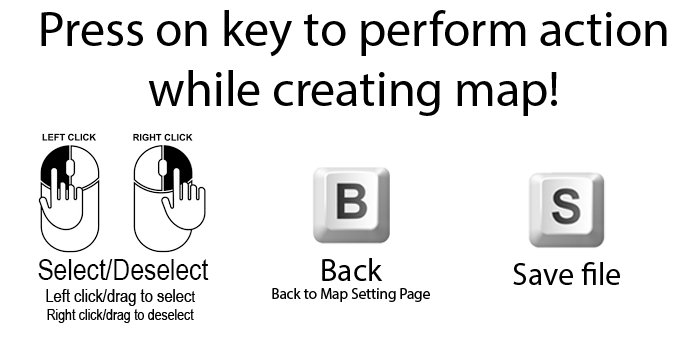 Press on key to perform action
while creating map!
LEFT CLICK
RIGHT CLICK
B
S
Select/Deselect
Left click/drag to select
Right click/drag to deselect
Back
Back to Map Setting Page
Save file